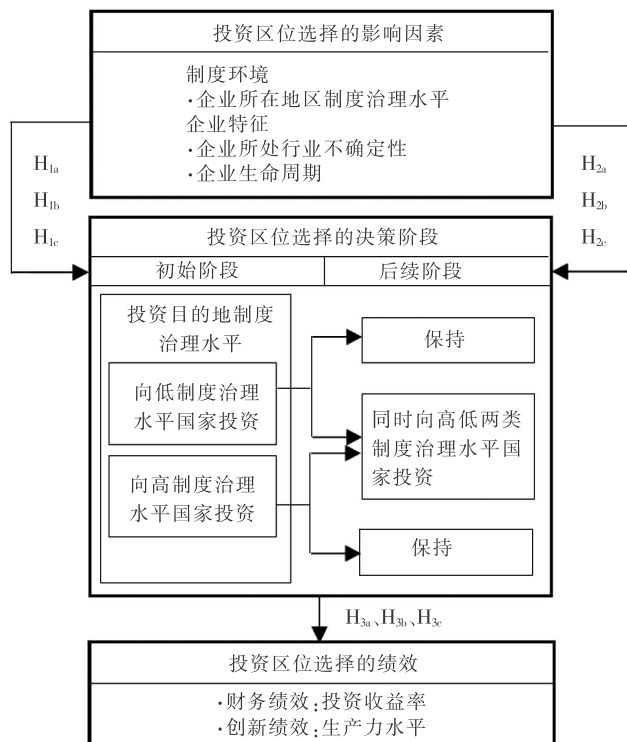 投资区位选择的影响因素
制度环境
·企业所在地区制度治理水平
企业特征
·企业所处行业不确定性
·企业生命周期
H1a
H1b
H1c
H2a
H2b
H2c
投资区位选择的决策阶段
初始阶段
后续阶段
投资目的地制度
治理水平
向低制度治理
水平国家投资
向高制度治理
水平国家投资
保持
同时向高低两类
制度治理水平国
家投资
保持
H3a、H3b、H3c
投资区位选择的绩效
·财务绩效:投资收益率
·创新绩效:生产力水平